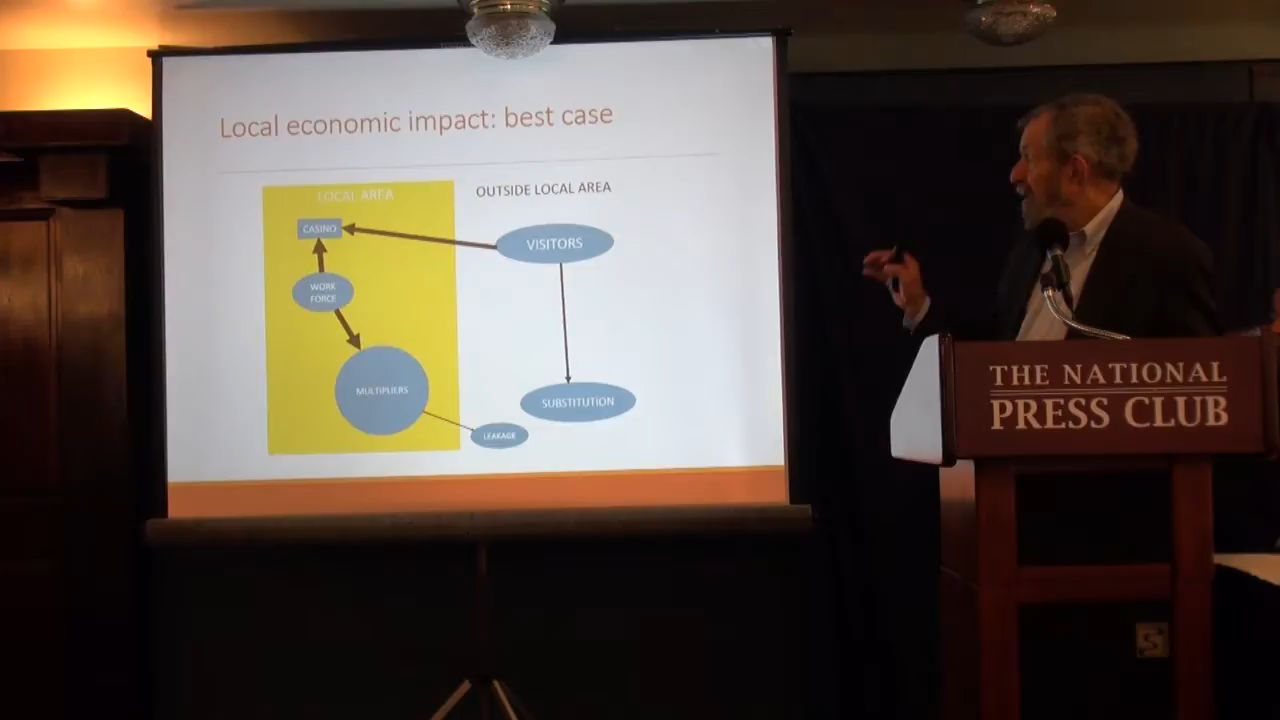 Local economic impact: best case
LOCAL AREA
OUTSIDE LOCAL AREA
CASINO
VISITORS
WORK
FORCE
MULTIPLIERS
SUBSTITUTION
LEAKAGE
THE NATIONAL
PRESS CLUB
S